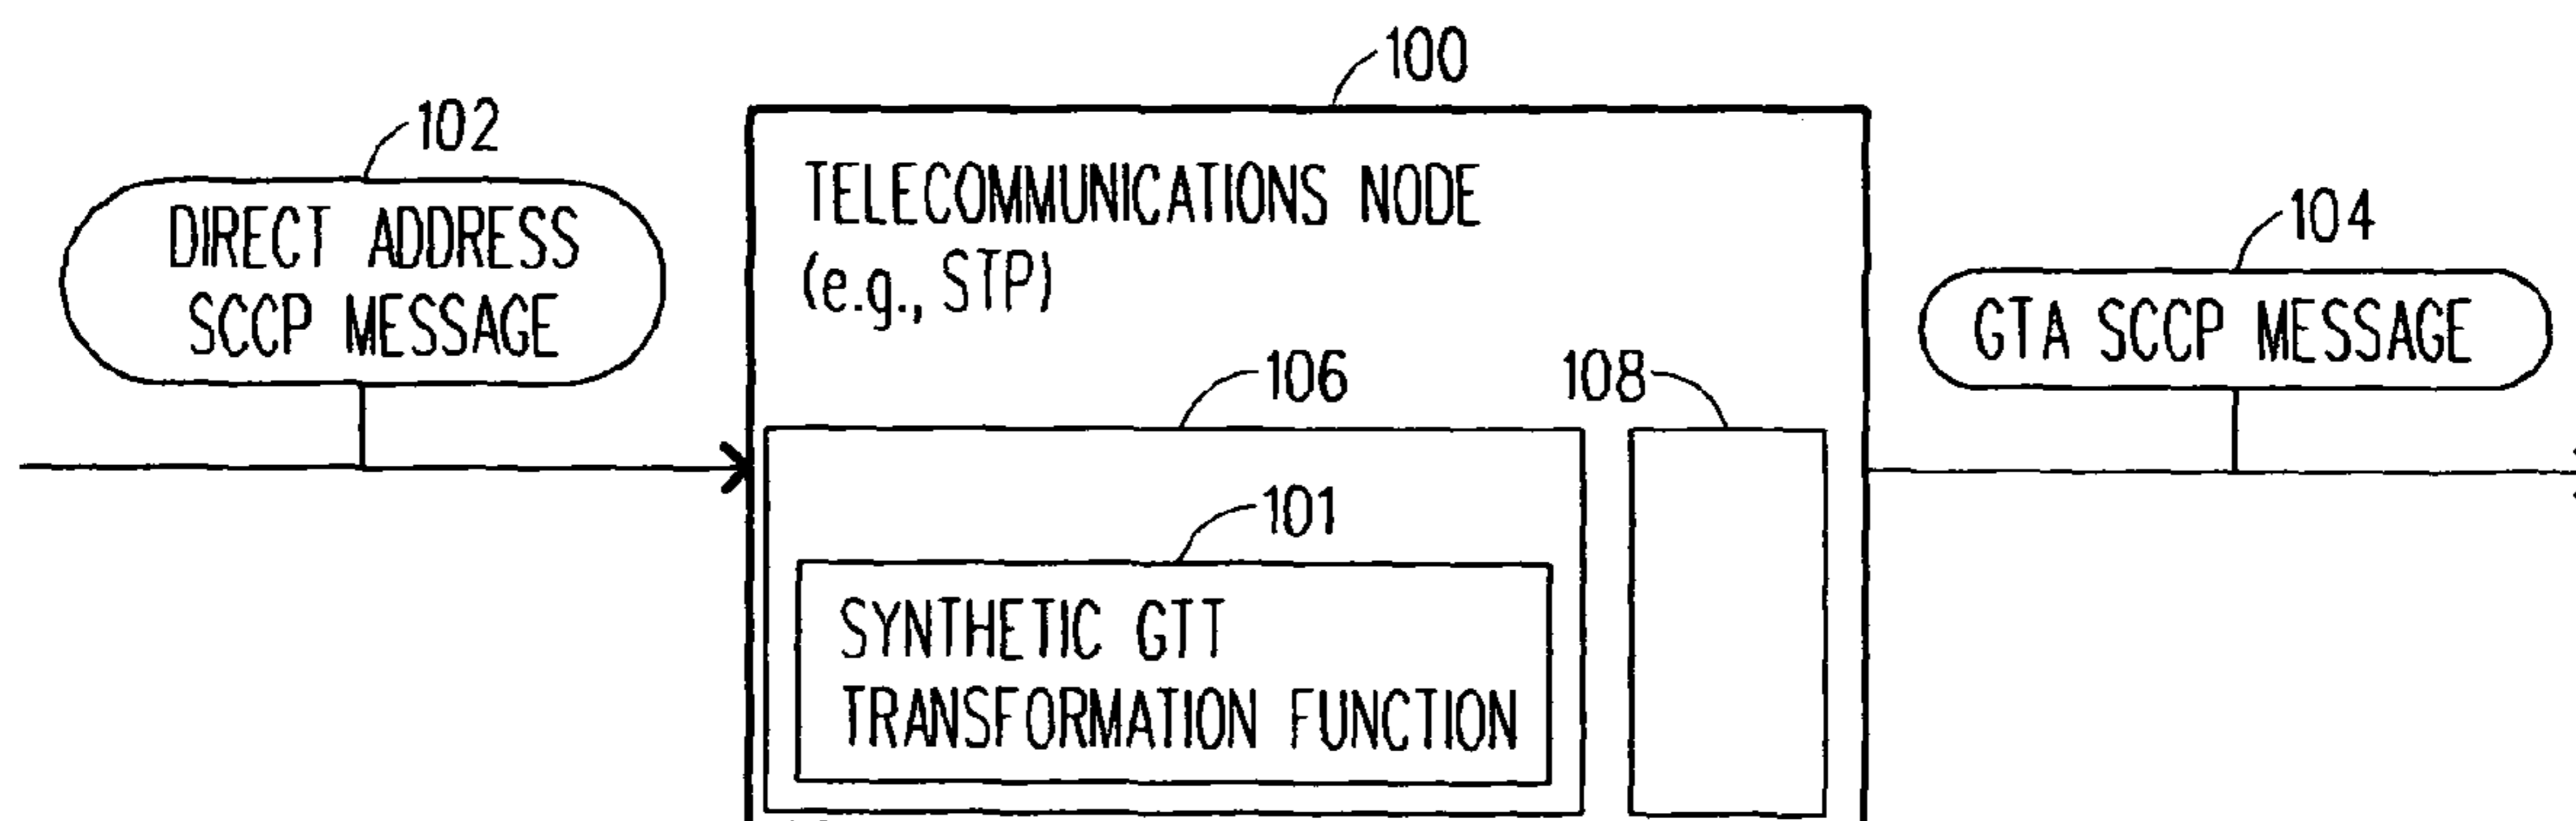 100
102
DIRECT ADDRESS
SCCP MESSAGE
TELECOMMUNICATIONS NODE
(e.g., STP)
104
GTA SCCP MESSAGE
106
108
101
SYNTHETIC GTT
TRANSFORMATION FUNCTION